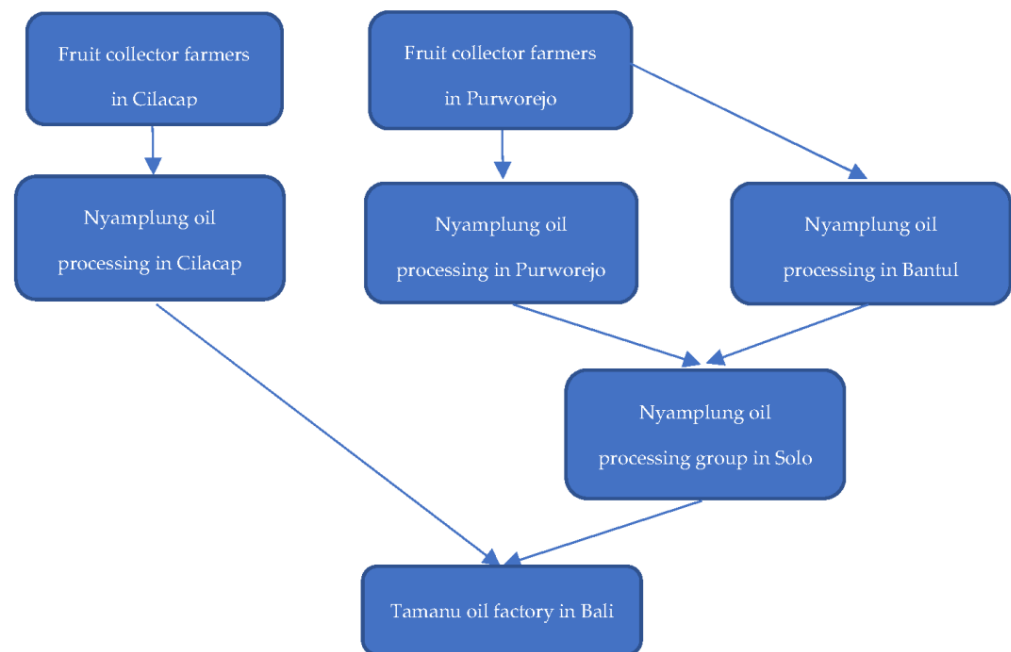 Fruit collector farmers
in Cilacap
Fruit collector farmers
in Purworejo
Nyamplung oil
processing in Cilacap
Nyamplung oil
processing in Purworejo
Nyamplung oil
processing in Bantul
Nyamplung oil
processing group in Solo
Tamanu oil factory in Bali